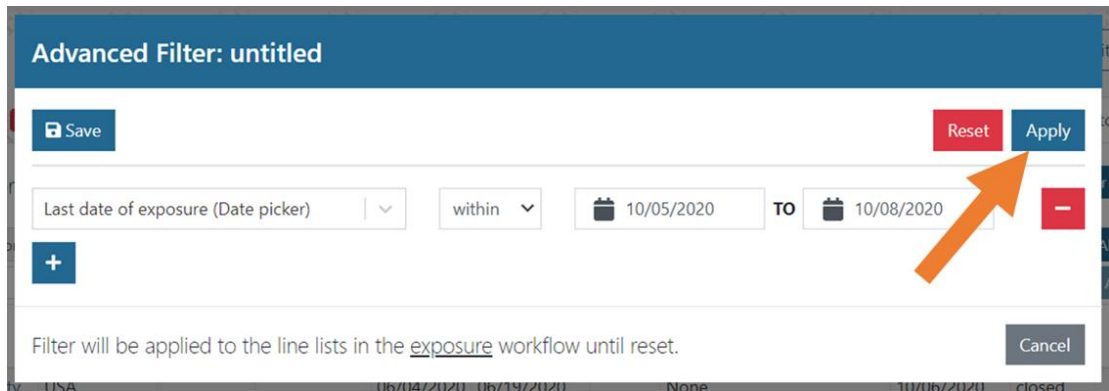 Advanced Filter: untitled
Save
Reset Apply
Last date of exposure (Date picker) within 10/05/2020 TO 10/08/2020
Filter will be applied to the line lists in the exposure workflow until reset.
Cancel
USA 06/04/2020 06/19/2020 None 10/06/2020 closed